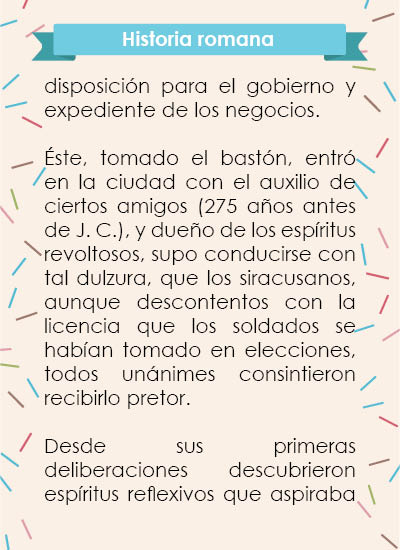 Historia romana
disposición para el gobierno y
expediente de los negocios.
Éste, tomado el bastón, entró
en la ciudad con el auxilio de
ciertos amigos (275 años antes
de J. C.), y dueño de los espíritus
revoltosos, supo conducirse con
tal dulzura, que los siracusanos,
aunque descontentos con la
licencia que los soldados se
habían tomado en elecciones,
todos unánimes consintieron
recibirlo pretor.
Desde sus primeras
deliberaciones descubrieron
espíritus reflexivos que aspiraba